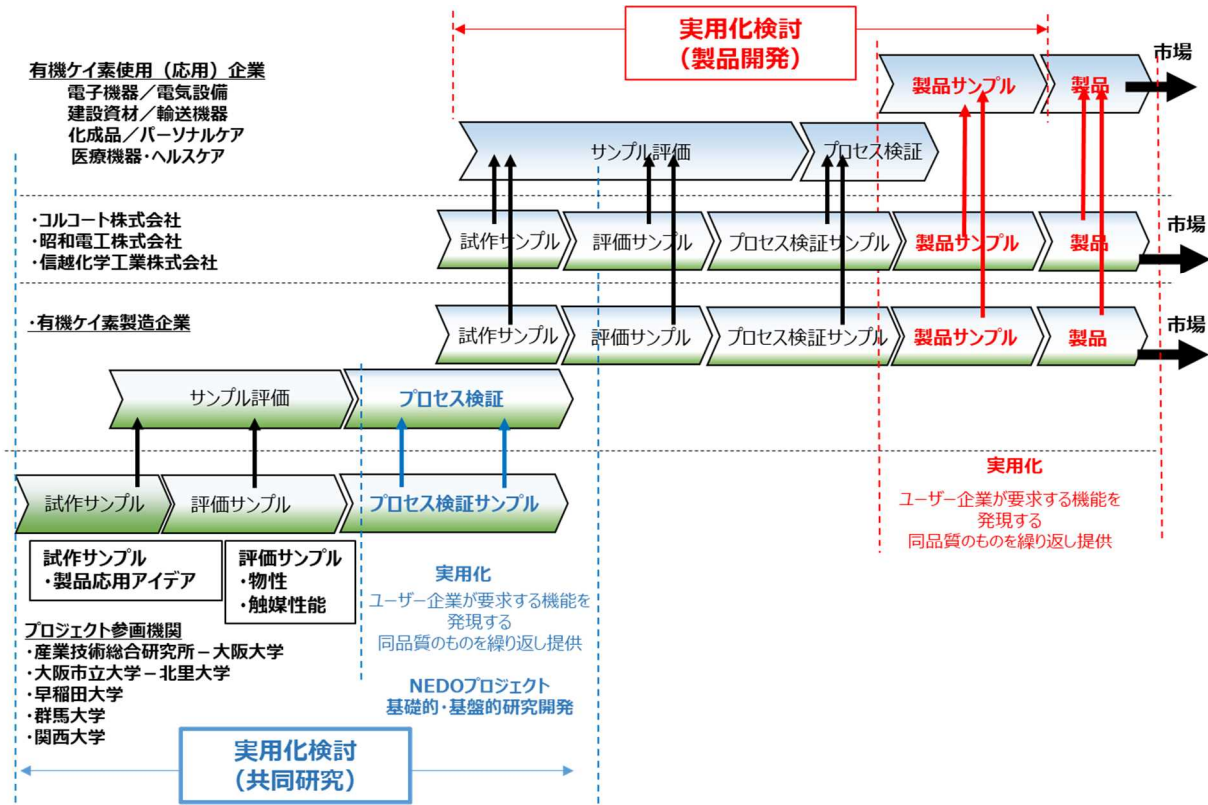 実用化検討
（製品開発）
市場
有機ケイ素使用（応用）企業
電子機器／電気設備
建設資材／輸送機器
化成品／パーソナルケア
医療機器・ヘルスケア
製品サンプル
製品
サンプル評価
プロセス検証
・コルコート株式会社
・昭和電工株式会社
・信越化学工業株式会社
試作サンプル
評価サンプル
プロセス検証サンプル
製品サンプル
製品
市場
・有機ケイ素製造企業
試作サンプル
評価サンプル
プロセス検証サンプル
製品サンプル
製品
市場
サンプル評価
プロセス検証
試作サンプル
評価サンプル
プロセス検証サンプル
実用化
ユーザー企業が要求する機能を
発現する
同品質のものを繰り返し提供
試作サンプル
・製品応用アイデア
評価サンプル
・物性
・触媒性能
実用化
ユーザー企業が要求する機能を
発現する
同品質のものを繰り返し提供
プロジェクト参画機関
・産業技術総合研究所－大阪大学
・大阪市立大学－北里大学
・早稲田大学
・群馬大学
・関西大学
NEDOプロジェクト
基礎的・基盤的研究開発
実用化検討
（共同研究）